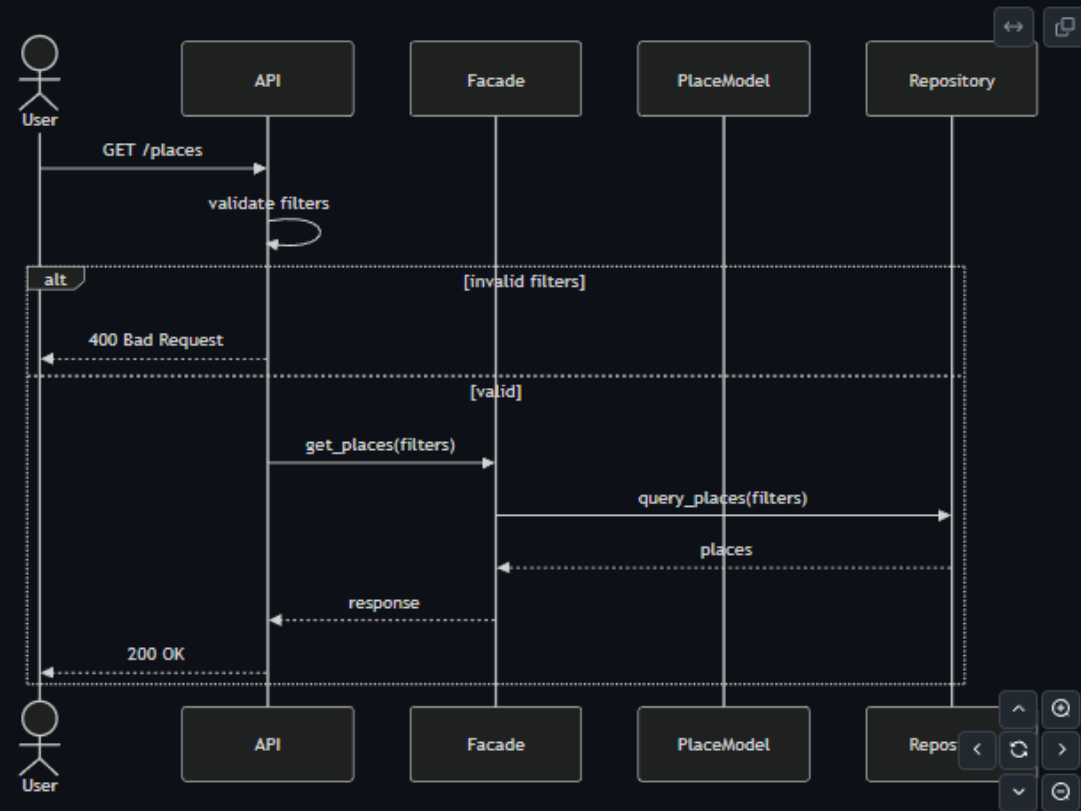 User
API
Facade
PlaceModel
Repository
GET /places
validate filters
alt
[invalid filters]
400 Bad Request
[valid]
get_places(filters)
query_places(filters)
places
response
200 OK
User
API
Facade
PlaceModel
Repos